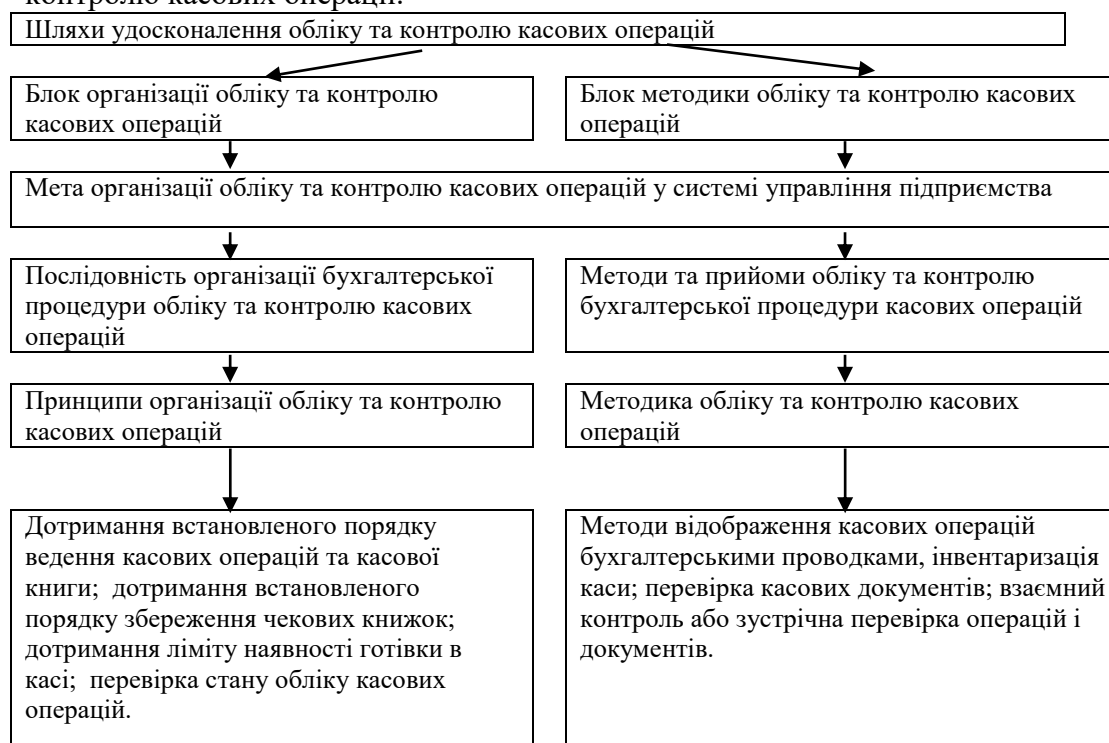 контролю касових операцій.
Шляхи удосконалення обліку та контролю касових операцій
Блок організації обліку та контролю
касових операцій
Блок методики обліку та контролю касових
операцій
Мета організації обліку та контролю касових операцій у системі управління підприємства
Послідовність організації бухгалтерської
процедури обліку та контролю касових
операцій
Методи та прийоми обліку та контролю
бухгалтерської процедури касових операцій
Принципи організації обліку та контролю
касових операцій
Методика обліку та контролю касових
операцій
Дотримання встановленого порядку
ведення касових операцій та касової
книги; дотримання встановленого
порядку збереження чекових книжок;
дотримання ліміту наявності готівки в
касі; перевірка стану обліку касових
операцій.
Методи відображення касових операцій
бухгалтерськими проводками, інвентаризація
каси; перевірка касових документів; взаємний
контроль або зустрічна перевірка операцій і
документів.